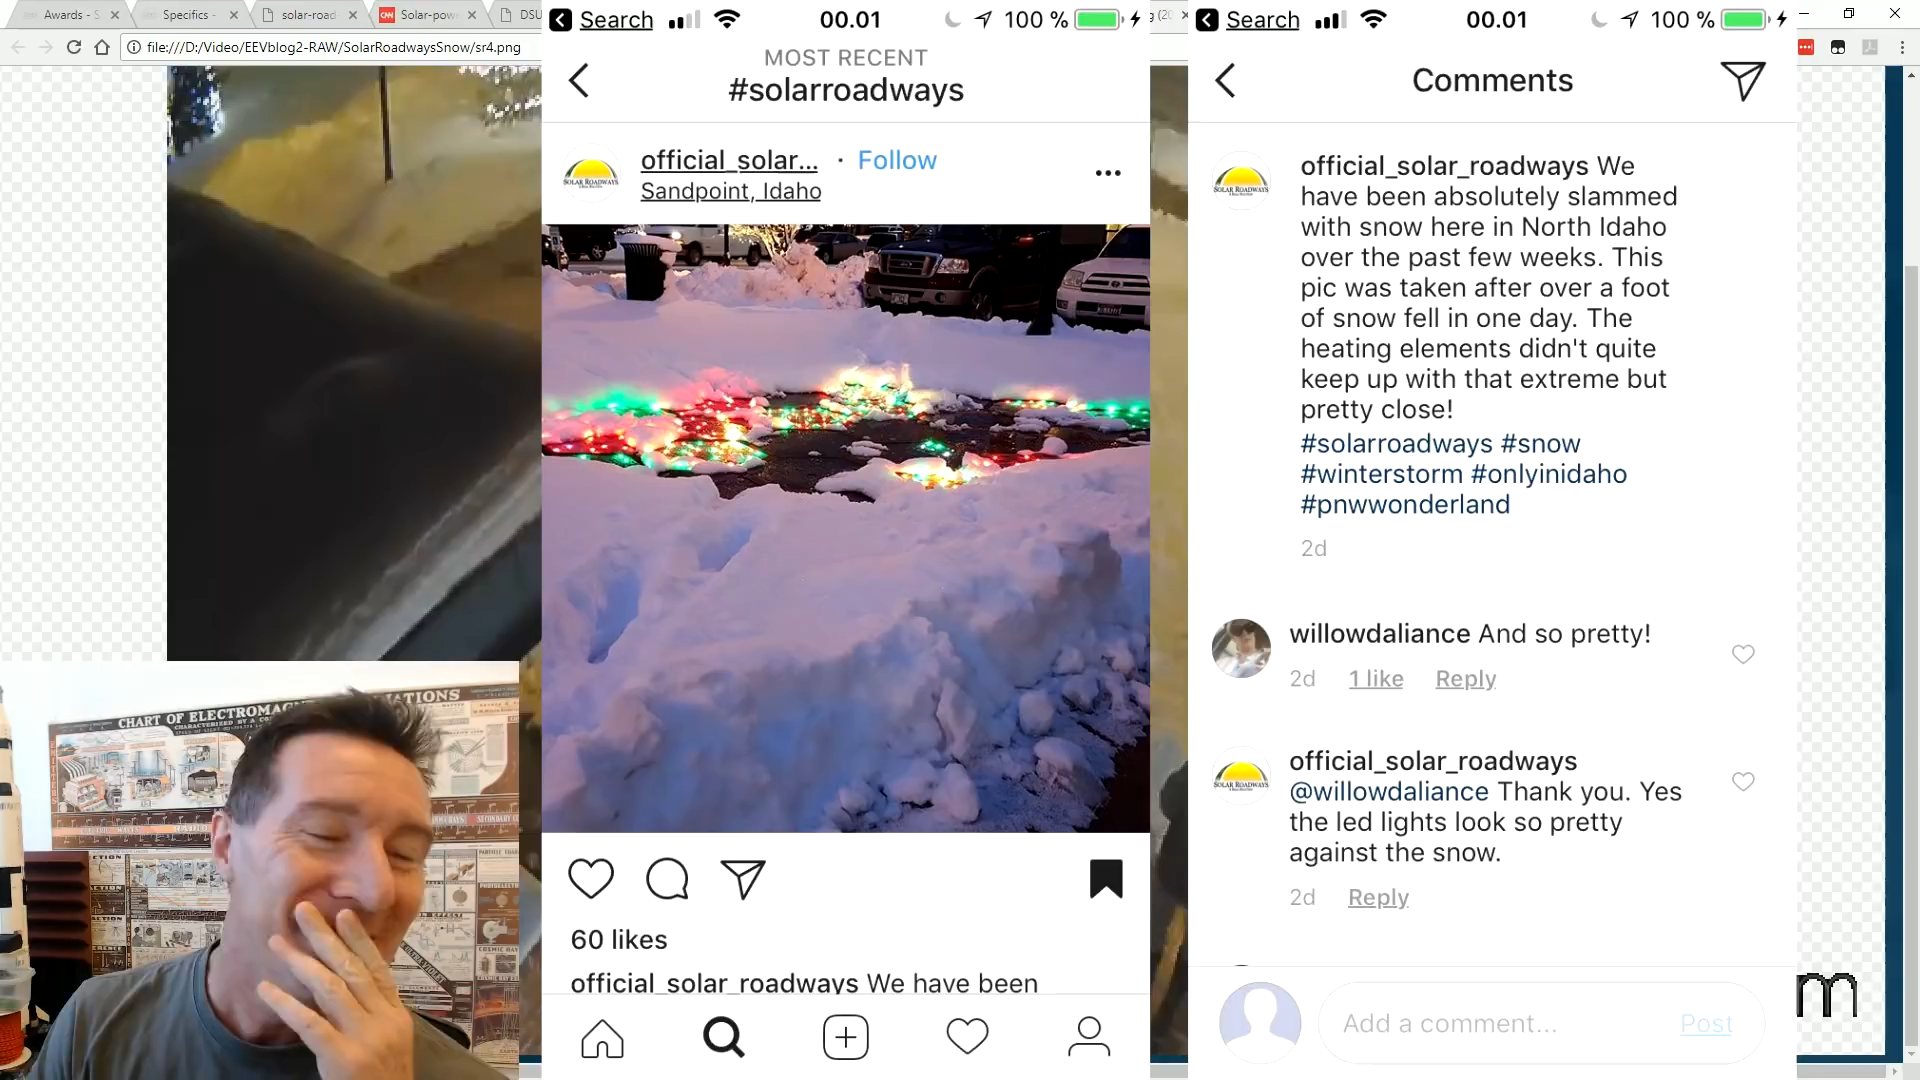 Awards - S
Specifics -
solar-road
Solar-pow
DSU
file:///D:/Video/EEVblog2-RAW/SolarRoadwaysSnow/sr4.png
Search
00.01
100 %
MOST RECENT
#solarroadways
SOLAR ROADWAYS
official_solar... · Follow
Sandpoint, Idaho
60 likes
official_solar_roadways We have been
Search
00.01
100 %
Comments
SOLAR ROADWAYS
official_solar_roadways We
have been absolutely slammed
with snow here in North Idaho
over the past few weeks. This
pic was taken after over a foot
of snow fell in one day. The
heating elements didn't quite
keep up with that extreme but
pretty close!
#solarroadways #snow
#winterstorm #onlyinidaho
#pnwwonderland
2d
willowdaliance And so pretty!
2d 1 like Reply
SOLAR ROADWAYS
official_solar_roadways
@willowdaliance Thank you. Yes
the led lights look so pretty
against the snow.
2d Reply
Add a comment... Post
m
CHART OF ELECTROMAG